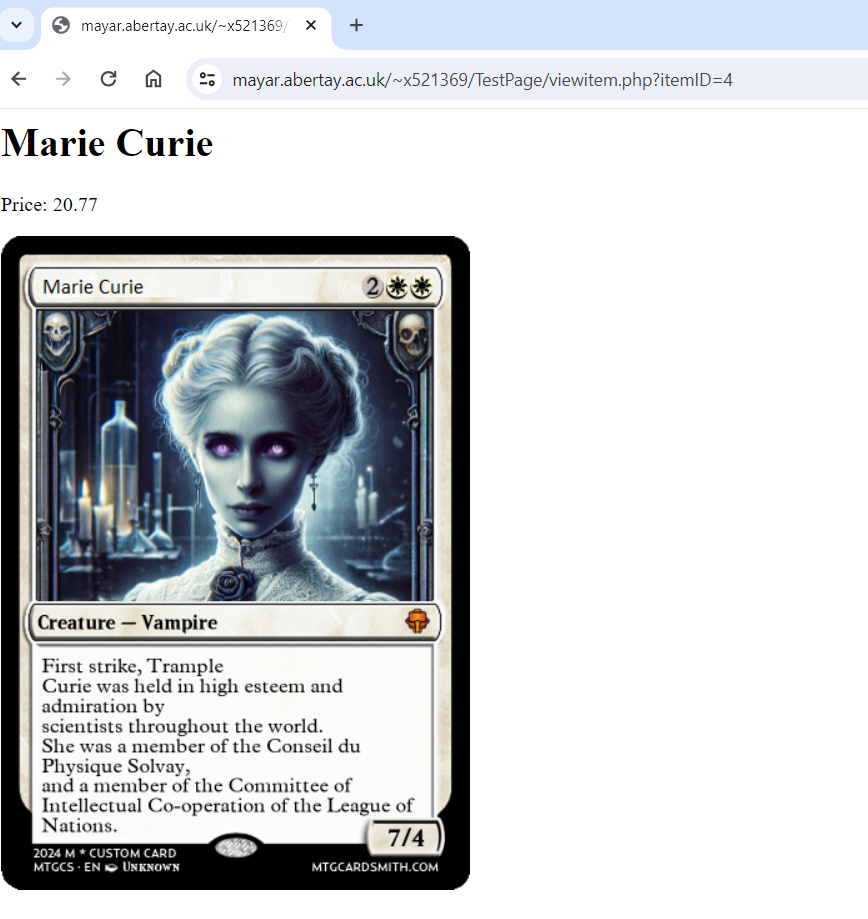 mayar.abertay.ac.uk/~x521369/
mayar.abertay.ac.uk/~x521369/TestPage/viewitem.php?itemID=4
Marie Curie
Price: 20.77
Marie Curie 2
Creature — Vampire
First strike, Trample
Curie was held in high esteem and
admiration by
scientists throughout the world.
She was a member of the Conseil du
Physique Solvay,
and a member of the Committee of
Intellectual Co-operation of the League of
Nations.
7/4
2024 M * CUSTOM CARD
MTGCS · EN UNKNOWN
MTGCARDSMITH.COM